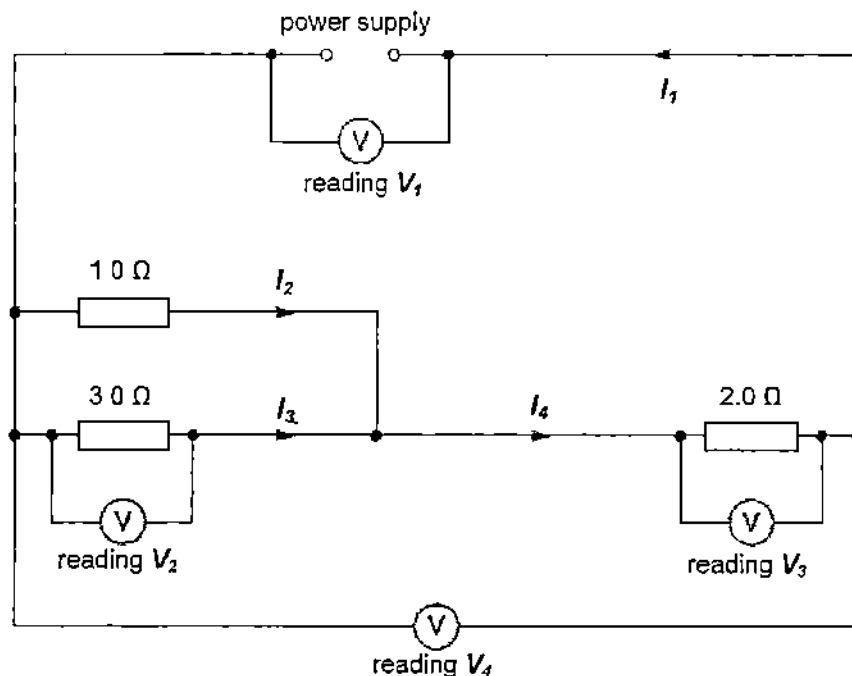 power supply
I₁
V
reading V₁
1 0 Ω
I₂
3 0 Ω
I₃
I₄
2.0 Ω
V
reading V₂
V
reading V₃
V
reading V₄